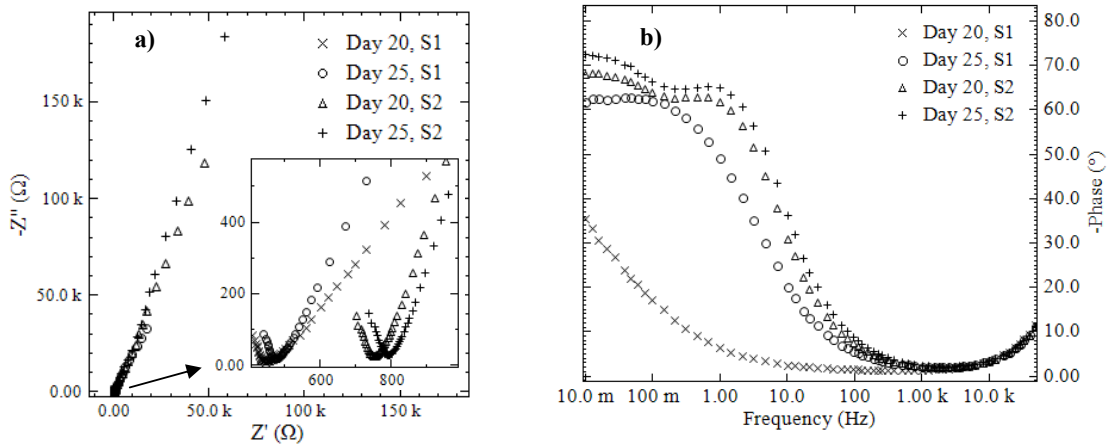 a)
Day 20, S1
Day 25, S1
Day 20, S2
Day 25, S2
150 k
100 k
50.0 k
0.00
-Z'' (Ω)
0.00
50.0 k
100 k
150 k
Z' (Ω)
400
200
0.00
600
800
b)
Day 20, S1
Day 25, S1
Day 20, S2
Day 25, S2
80.0
70.0
60.0
50.0
40.0
30.0
20.0
10.0
0.00
-Phase (°)
10.0 m
100 m
1.00
10.0
100
1.00 k
10.0 k
Frequency (Hz)